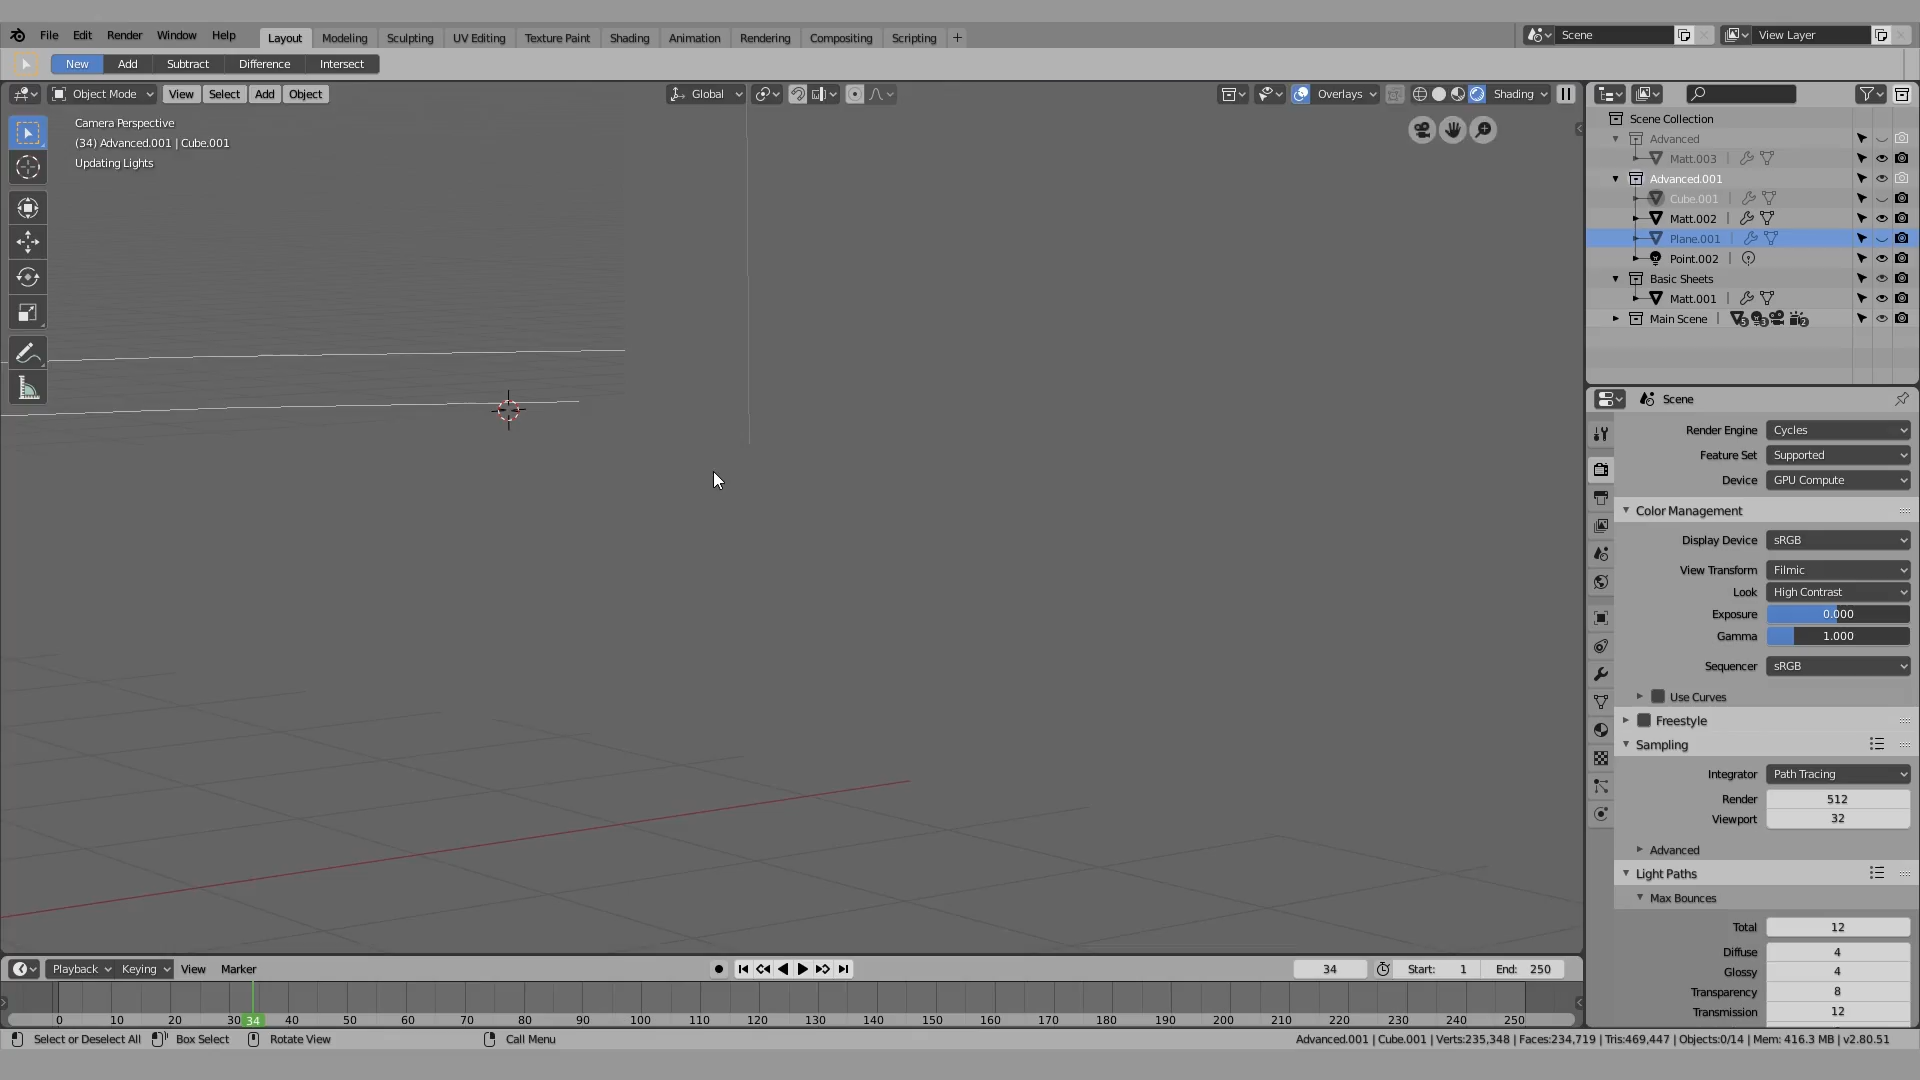 File Edit Render Window Help Layout Modeling Sculpting UV Editing Texture Paint Shading Animation Rendering Compositing Scripting + Scene View Layer
New Add Subtract Difference Intersect
Object Mode View Select Add Object Global Overlays Shading
Camera Perspective
(34) Advanced.001 | Cube.001
Updating Lights
Scene Collection
Advanced
Matt.003
Advanced.001
Cube.001
Matt.002
Plane.001
Point.002
Basic Sheets
Matt.001
Main Scene
Scene
Render Engine Cycles
Feature Set Supported
Device GPU Compute
Color Management
Display Device sRGB
View Transform Filmic
Look High Contrast
Exposure 0.000
Gamma 1.000
Sequencer sRGB
Use Curves
Freestyle
Sampling
Integrator Path Tracing
Render 512
Viewport 32
Advanced
Light Paths
Max Bounces
Total 12
Diffuse 4
Glossy 4
Transparency 8
Transmission 12
Playback Keying View Marker 34 Start: 1 End: 250
0 10 20 30 34 40 50 60 70 80 90 100 110 120 130 140 150 160 170 180 190 200 210 220 230 240 250
Select or Deselect All Box Select Rotate View Call Menu Advanced.001 | Cube.001 | Verts:235,348 | Faces:234,719 | Tris:469,447 | Objects:0/14 | Mem: 416.3 MB | v2.80.51